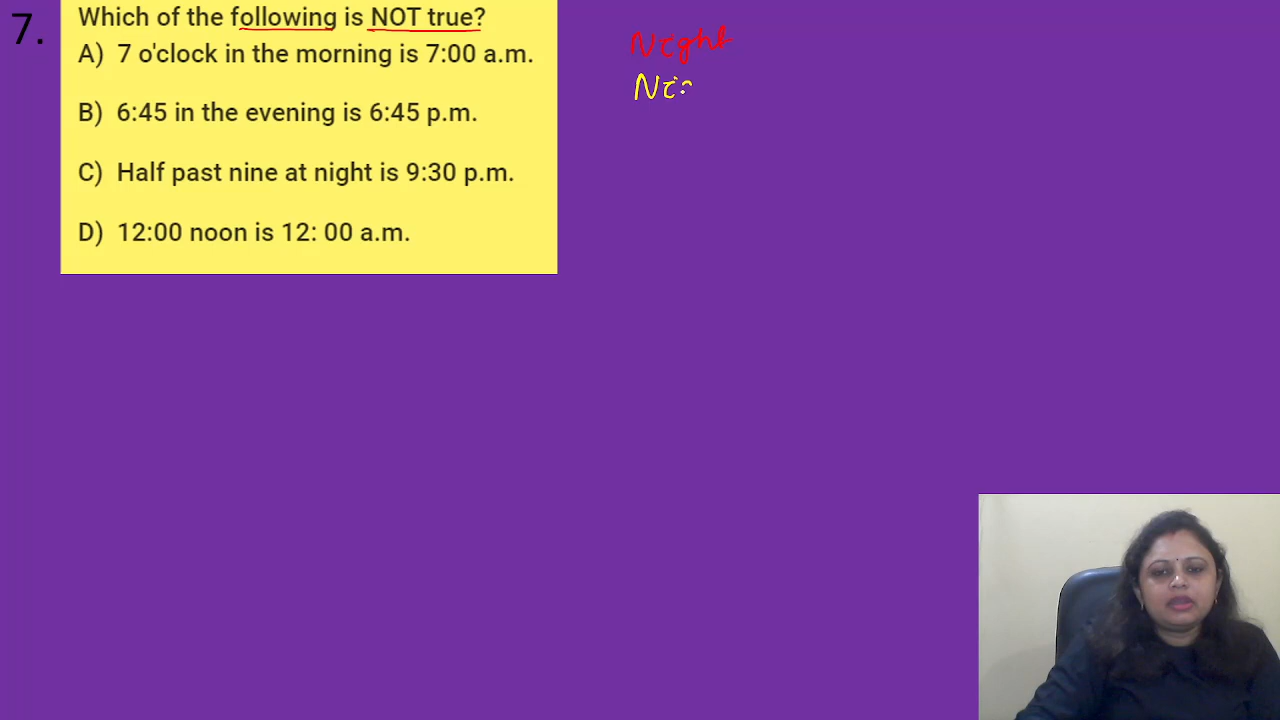 7.
Which of the following is NOT true?
A) 7 o'clock in the morning is 7:00 a.m.
B) 6:45 in the evening is 6:45 p.m.
C) Half past nine at night is 9:30 p.m.
D) 12:00 noon is 12: 00 a.m.
Night